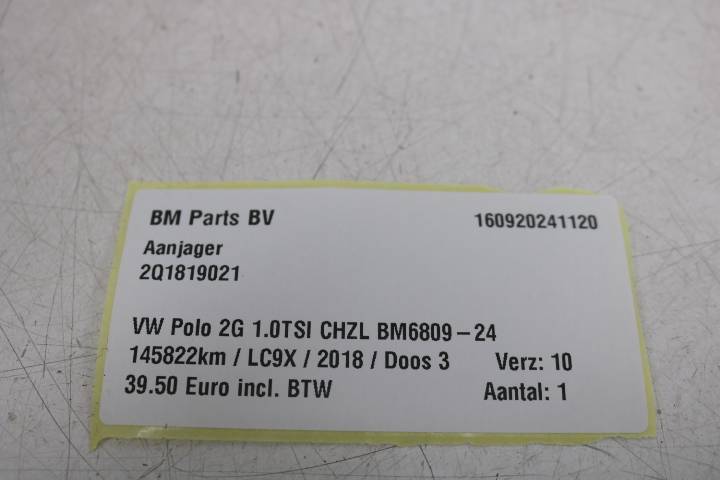 BM Parts BV 160920241120
Aanjager
2Q1819021
VW Polo 2G 1.0TSI CHZL BM6809-24
145822km / LC9X / 2018 / Doos 3 Verz: 10
39.50 Euro incl. BTW Aantal: 1